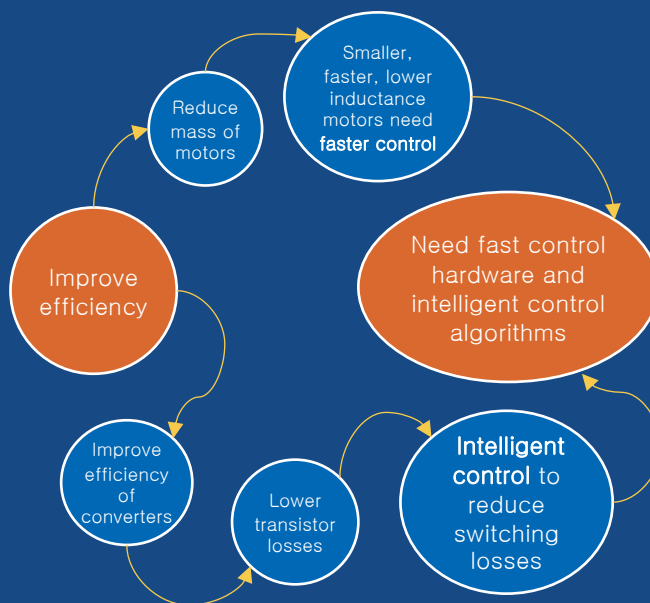 Smaller,
faster, lower
inductance
motors need
faster control
Reduce
mass of
motors
Improve
efficiency
Need fast control
hardware and
intelligent control
algorithms
Improve
efficiency
of
converters
Lower
transistor
losses
Intelligent
control to
reduce
switching
losses